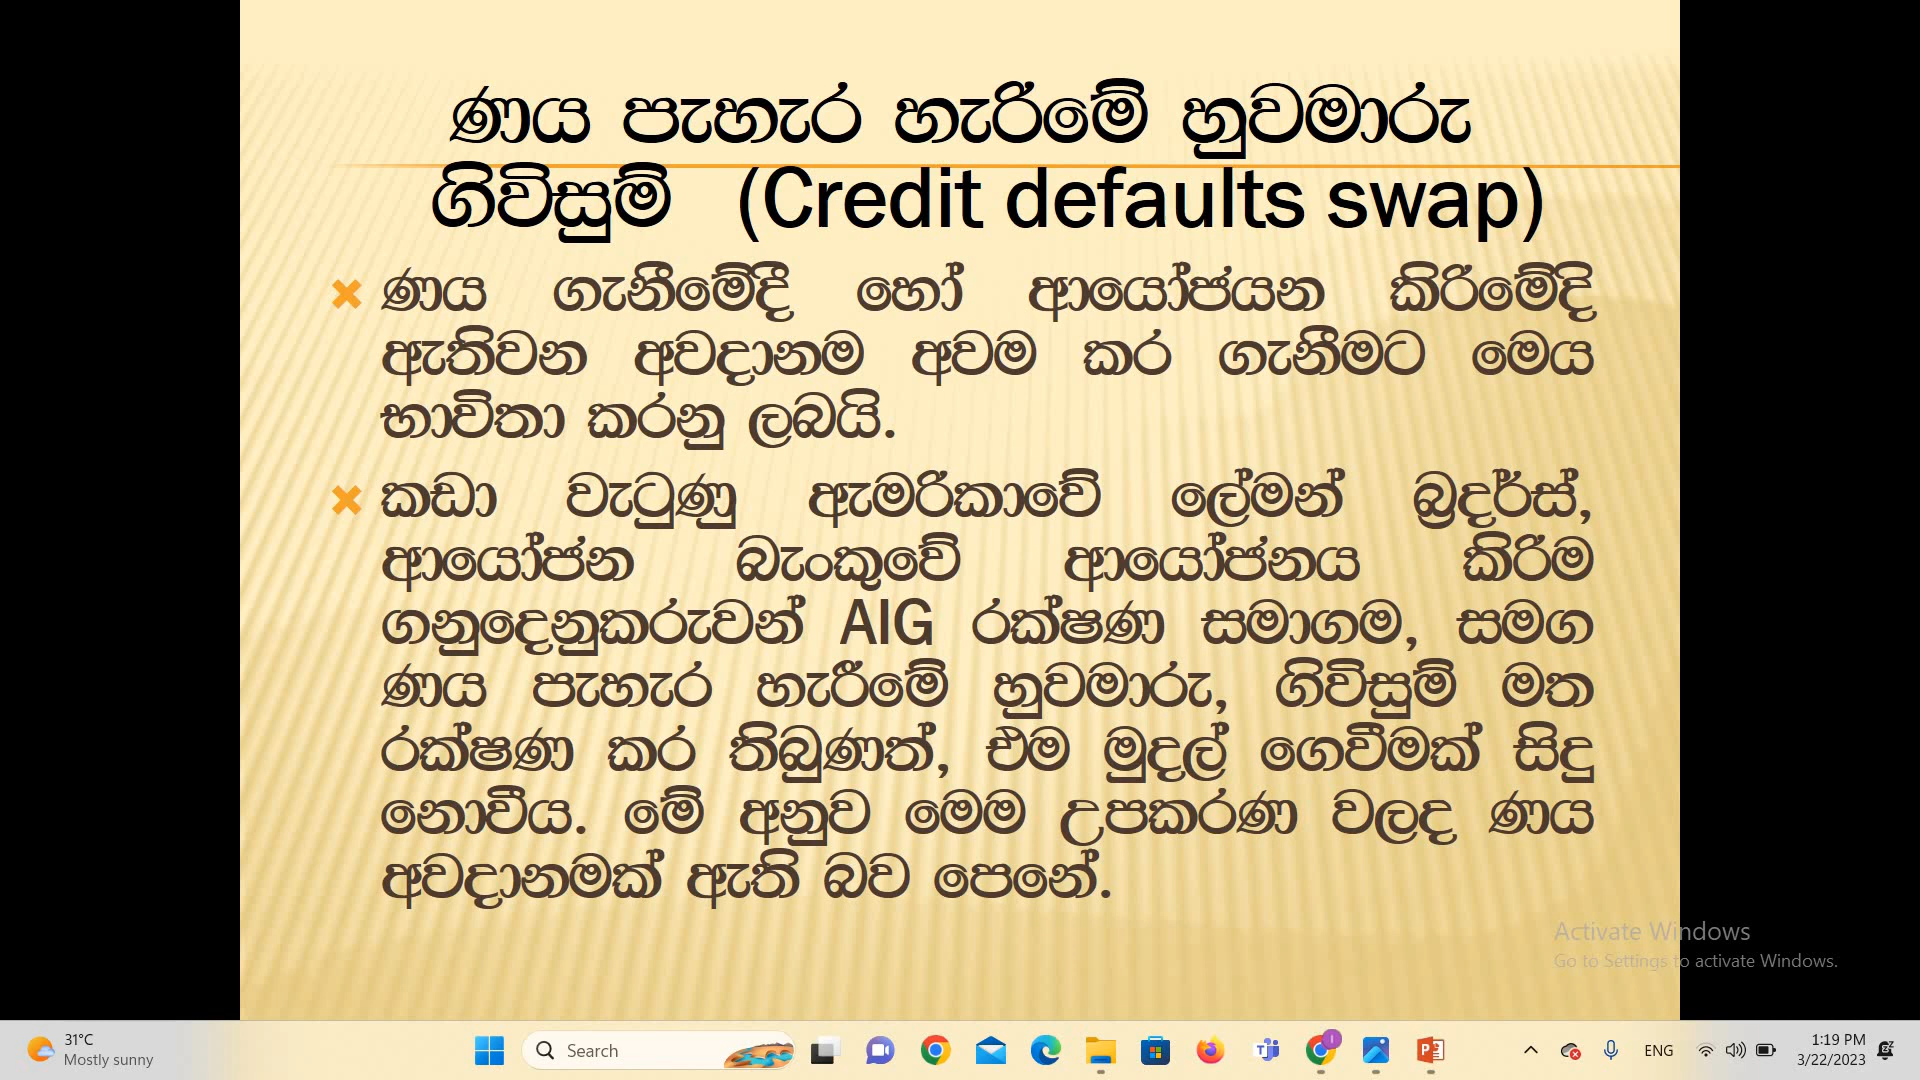 ණය පැහැර හැරීමේ හුවමාරු
ගිවිසුම් (Credit defaults swap)
ණය ගැනීමේදී හෝ ආයෝජයන කිරීමේදි
ඇතිවන අවදානම අවම කර ගැනීමට මෙය
භාවිතා කරනු ලබයි.
කඩා වැටුණු ඇමරිකාවේ ලේමන් බ්‍රදර්ස්,
ආයෝජන බැංකුවේ ආයෝජනය කිරීම
ගනුදෙනුකරුවන් AIG රක්ෂණ සමාගම, සමග
ණය පැහැර හැරීමේ හුවමාරු, ගිවිසුම් මත
රක්ෂණ කර තිබුණත්, එම මුදල් ගෙවීමක් සිදු
නොවීය. මේ අනුව මෙම උපකරණ වලද ණය
අවදානමක් ඇති බව පෙනේ.
Activate Windows
Go to Settings to activate Windows.
31°C
Mostly sunny
Search
ENG
1:19 PM
3/22/2023